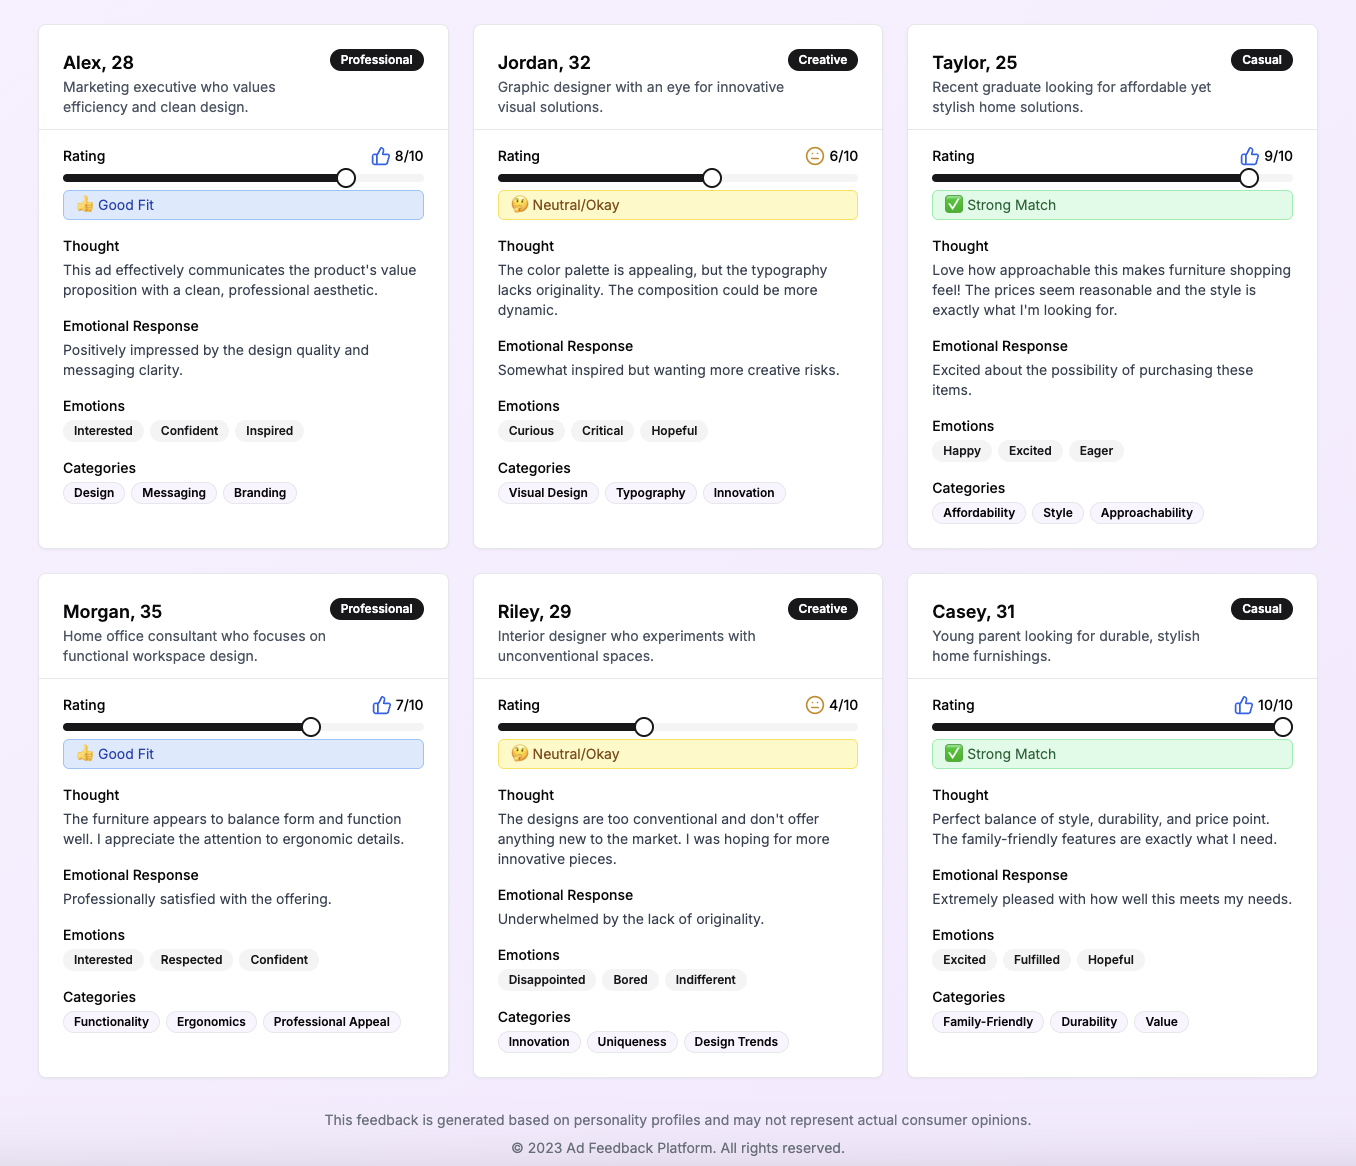 Alex, 28
Professional
Marketing executive who values
efficiency and clean design.
Rating
8/10
👍 Good Fit
Thought
This ad effectively communicates the product's value
proposition with a clean, professional aesthetic.
Emotional Response
Positively impressed by the design quality and
messaging clarity.
Emotions
Interested Confident Inspired
Categories
Design Messaging Branding
Jordan, 32
Creative
Graphic designer with an eye for innovative
visual solutions.
Rating
6/10
🤔 Neutral/Okay
Thought
The color palette is appealing, but the typography
lacks originality. The composition could be more
dynamic.
Emotional Response
Somewhat inspired but wanting more creative risks.
Emotions
Curious Critical Hopeful
Categories
Visual Design Typography Innovation
Taylor, 25
Casual
Recent graduate looking for affordable yet
stylish home solutions.
Rating
9/10
✅ Strong Match
Thought
Love how approachable this makes furniture shopping
feel! The prices seem reasonable and the style is
exactly what I'm looking for.
Emotional Response
Excited about the possibility of purchasing these
items.
Emotions
Happy Excited Eager
Categories
Affordability Style Approachability
Morgan, 35
Professional
Home office consultant who focuses on
functional workspace design.
Rating
7/10
👍 Good Fit
Thought
The furniture appears to balance form and function
well. I appreciate the attention to ergonomic details.
Emotional Response
Professionally satisfied with the offering.
Emotions
Interested Respected Confident
Categories
Functionality Ergonomics Professional Appeal
Riley, 29
Creative
Interior designer who experiments with
unconventional spaces.
Rating
4/10
🤔 Neutral/Okay
Thought
The designs are too conventional and don't offer
anything new to the market. I was hoping for more
innovative pieces.
Emotional Response
Underwhelmed by the lack of originality.
Emotions
Disappointed Bored Indifferent
Categories
Innovation Uniqueness Design Trends
Casey, 31
Casual
Young parent looking for durable, stylish
home furnishings.
Rating
10/10
✅ Strong Match
Thought
Perfect balance of style, durability, and price point.
The family-friendly features are exactly what I need.
Emotional Response
Extremely pleased with how well this meets my needs.
Emotions
Excited Fulfilled Hopeful
Categories
Family-Friendly Durability Value
This feedback is generated based on personality profiles and may not represent actual consumer opinions.
© 2023 Ad Feedback Platform. All rights reserved.